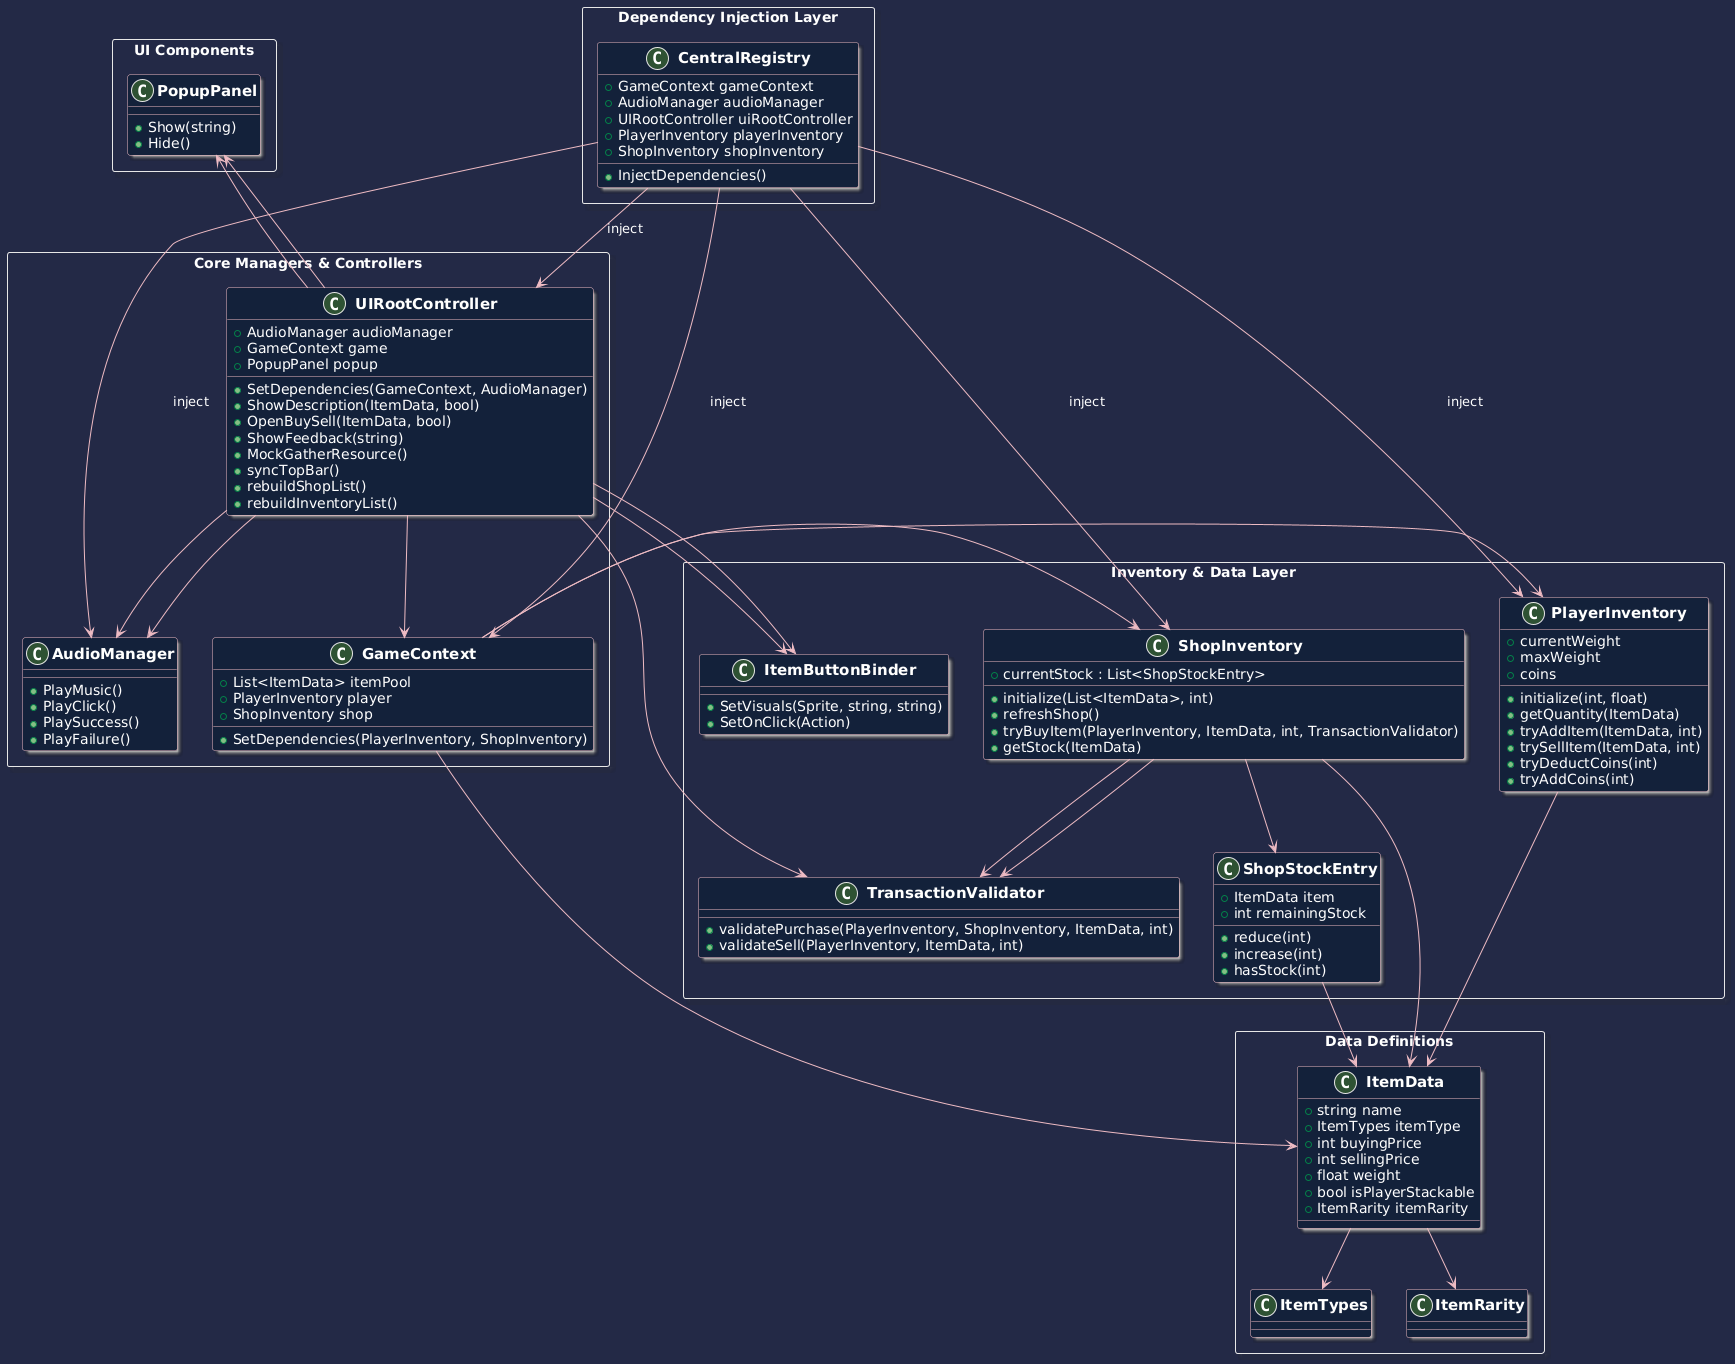 Dependency Injection Layer
C CentralRegistry
GameContext gameContext
AudioManager audioManager
UIRootController uiRootController
PlayerInventory playerInventory
ShopInventory shopInventory
InjectDependencies()
UI Components
C PopupPanel
Show(string)
Hide()
inject
Core Managers & Controllers
C UIRootController
AudioManager audioManager
GameContext game
PopupPanel popup
SetDependencies(GameContext, AudioManager)
ShowDescription(ItemData, bool)
OpenBuySell(ItemData, bool)
ShowFeedback(string)
MockGatherResource()
syncTopBar()
rebuildShopList()
rebuildInventoryList()
inject
inject
inject
inject
C AudioManager
PlayMusic()
PlayClick()
PlaySuccess()
PlayFailure()
C GameContext
List<ItemData> itemPool
PlayerInventory player
ShopInventory shop
SetDependencies(PlayerInventory, ShopInventory)
Inventory & Data Layer
C ItemButtonBinder
SetVisuals(Sprite, string, string)
SetOnClick(Action)
C ShopInventory
currentStock : List<ShopStockEntry>
initialize(List<ItemData>, int)
refreshShop()
tryBuyItem(PlayerInventory, ItemData, int, TransactionValidator)
getStock(ItemData)
C PlayerInventory
currentWeight
maxWeight
coins
initialize(int, float)
getQuantity(ItemData)
tryAddItem(ItemData, int)
trySellItem(ItemData, int)
tryDeductCoins(int)
tryAddCoins(int)
C TransactionValidator
validatePurchase(PlayerInventory, ShopInventory, ItemData, int)
validateSell(PlayerInventory, ItemData, int)
C ShopStockEntry
ItemData item
int remainingStock
reduce(int)
increase(int)
hasStock(int)
Data Definitions
C ItemData
string name
ItemTypes itemType
int buyingPrice
int sellingPrice
float weight
bool isPlayerStackable
ItemRarity itemRarity
C ItemTypes
C ItemRarity